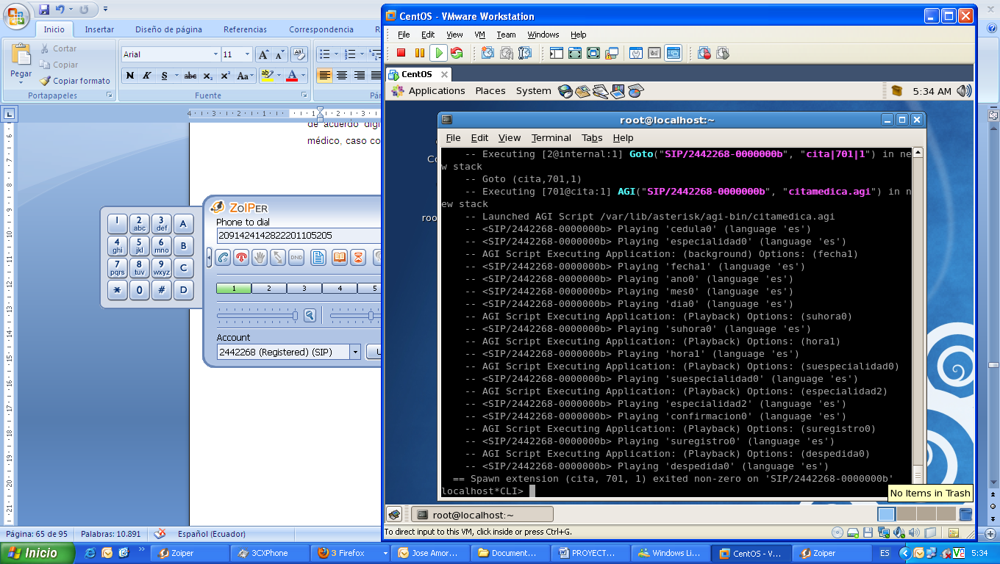 CentOS - VMware Workstation
File Edit View VM Team Windows Help
CentOS
Applications Places System
5:34 AM
root@localhost:~
File Edit View Terminal Tabs Help
-- Executing [2@internal:1] Goto("SIP/2442268-0000000b", "cita|701|1") in ne
w stack
-- Goto (cita,701,1)
-- Executing [701@cita:1] AGI("SIP/2442268-0000000b", "citamedica.agi") in n
ew stack
-- Launched AGI Script /var/lib/asterisk/agi-bin/citamedica.agi
-- <SIP/2442268-0000000b> Playing 'cedula0' (language 'es')
-- <SIP/2442268-0000000b> Playing 'especialidad0' (language 'es')
-- AGI Script Executing Application: (background) Options: (fecha1)
-- <SIP/2442268-0000000b> Playing 'fecha1' (language 'es')
-- <SIP/2442268-0000000b> Playing 'ano0' (language 'es')
-- <SIP/2442268-0000000b> Playing 'mes0' (language 'es')
-- <SIP/2442268-0000000b> Playing 'dia0' (language 'es')
-- AGI Script Executing Application: (Playback) Options: (suhora0)
-- <SIP/2442268-0000000b> Playing 'suhora0' (language 'es')
-- AGI Script Executing Application: (Playback) Options: (hora1)
-- <SIP/2442268-0000000b> Playing 'hora1' (language 'es')
-- AGI Script Executing Application: (Playback) Options: (suespecialidad0)
-- <SIP/2442268-0000000b> Playing 'suespecialidad0' (language 'es')
-- AGI Script Executing Application: (Playback) Options: (especialidad2)
-- <SIP/2442268-0000000b> Playing 'especialidad2' (language 'es')
-- <SIP/2442268-0000000b> Playing 'confirmacion0' (language 'es')
-- AGI Script Executing Application: (Playback) Options: (suregistro0)
-- <SIP/2442268-0000000b> Playing 'suregistro0' (language 'es')
-- AGI Script Executing Application: (Playback) Options: (despedida0)
-- <SIP/2442268-0000000b> Playing 'despedida0' (language 'es')
== Spawn extension (cita, 701, 1) exited non-zero on 'SIP/2442268-0000000b'
localhost*CLI>
No Items in Trash
root@localhost:~
To direct input to this VM, click inside or press Ctrl+G.
Inicio Insertar Diseño de página Referencias Correspondencia R
Pegar
Cortar
Copiar
Copiar formato
Portapapeles
Arial 11
N K S abc x₂ x² Aa
Fuente
Pár
de acuerdo digi
médico, caso co
Co
roo
ZOIPER
Phone to dial
2091424142822201105205
DND
1 2 3 4 5
Account
2442268 (Registered) (SIP)
1 2 abc 3 def A
4 ghi 5 jkl 6 mno B
7 pqrs 8 tuv 9 wxyz C
* 0 # D
Página: 65 de 95 Palabras: 10.891 Español (Ecuador)
Inicio Zoiper 3CXPhone 3 Firefox Jose Amor... Document... PROYECT... Windows Li... CentOS - V... Zoiper ES 5:34